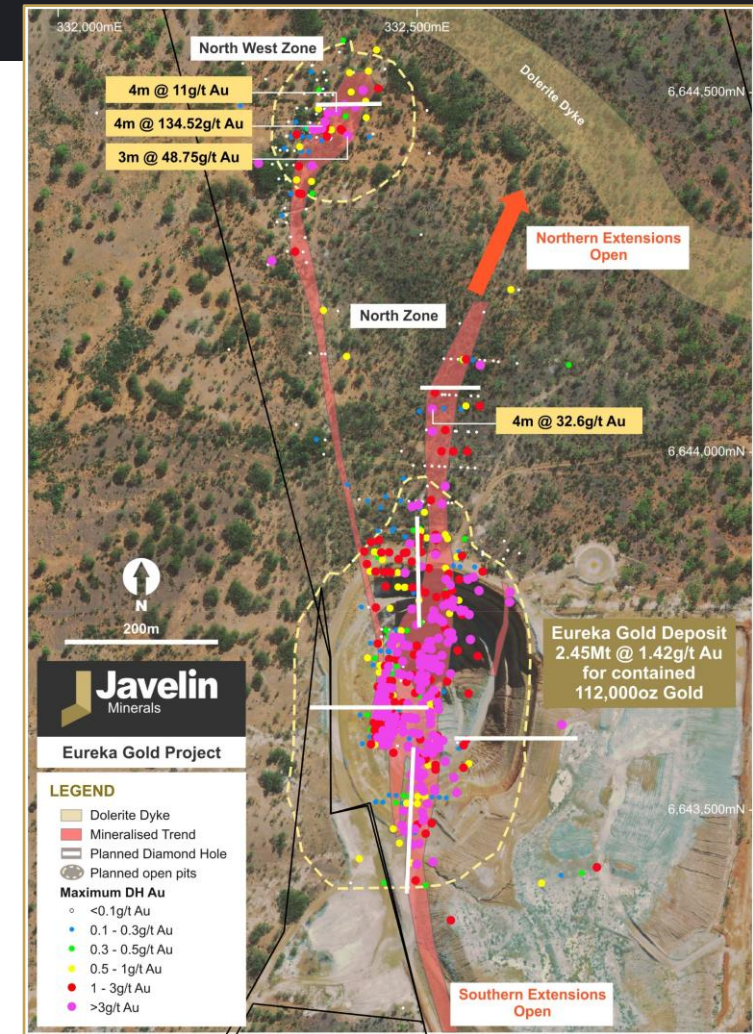 332,000mE
332,500mN
North West Zone
Dolerite Dyke
6,644,500mN
4m @ 11g/t Au
4m @ 134.52g/t Au
3m @ 48.75g/t Au
Northern Extensions
Open
North Zone
4m @ 32.6g/t Au
6,644,000mN
N
200m
Eureka Gold Deposit
2.45Mt @ 1.42g/t Au
for contained
112,000oz Gold
Javelin
Minerals
Eureka Gold Project
6,643,500mN
LEGEND
Dolerite Dyke
Mineralised Trend
Planned Diamond Hole
Planned open pits
Maximum DH Au
<0.1g/t Au
0.1 - 0.3g/t Au
0.3 - 0.5g/t Au
0.5 - 1g/t Au
1 - 3g/t Au
>3g/t Au
Southern Extensions
Open